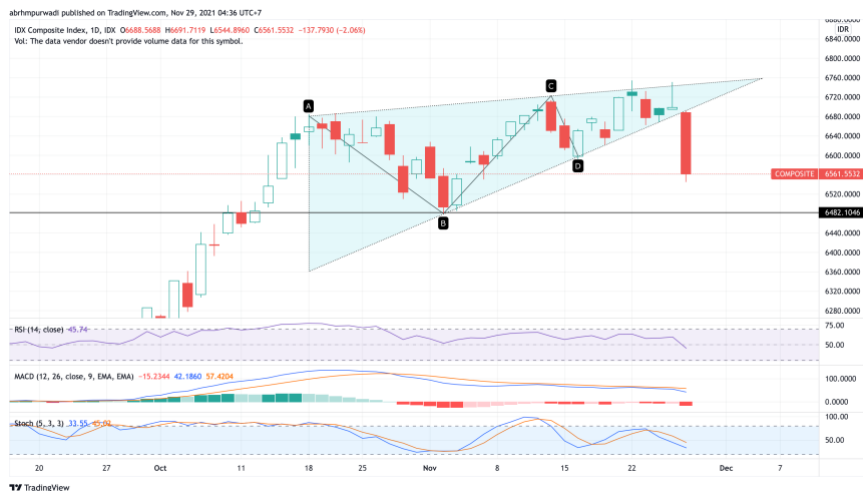 abrhmpurwadi published on TradingView.com, Nov 29, 2021 04:36 UTC+7
IDX Composite Index, 1D, IDX O6688.5688 H6691.7119 L6544.8960 C6561.5532 -137.7930 (-2.06%)
Vol: The data vendor doesn't provide volume data for this symbol.
IDR
6840.0000
6800.0000
6760.0000
6720.0000
6680.0000
6640.0000
6600.0000
COMPOSITE 6561.5532
6520.0000
6482.1046
6440.0000
6400.0000
6360.0000
6320.0000
6280.0000
A
B
C
D
RSI (14, close) 45.74
75.00
50.00
MACD (12, 26, close, 9, EMA, EMA) -15.2344 42.1860 57.4204
100.0000
0.0000
Stoch (5, 3, 3) 33.55
100.00
50.00
20 27 Oct 11 18 25 Nov 8 15 22 Dec 7
TradingView